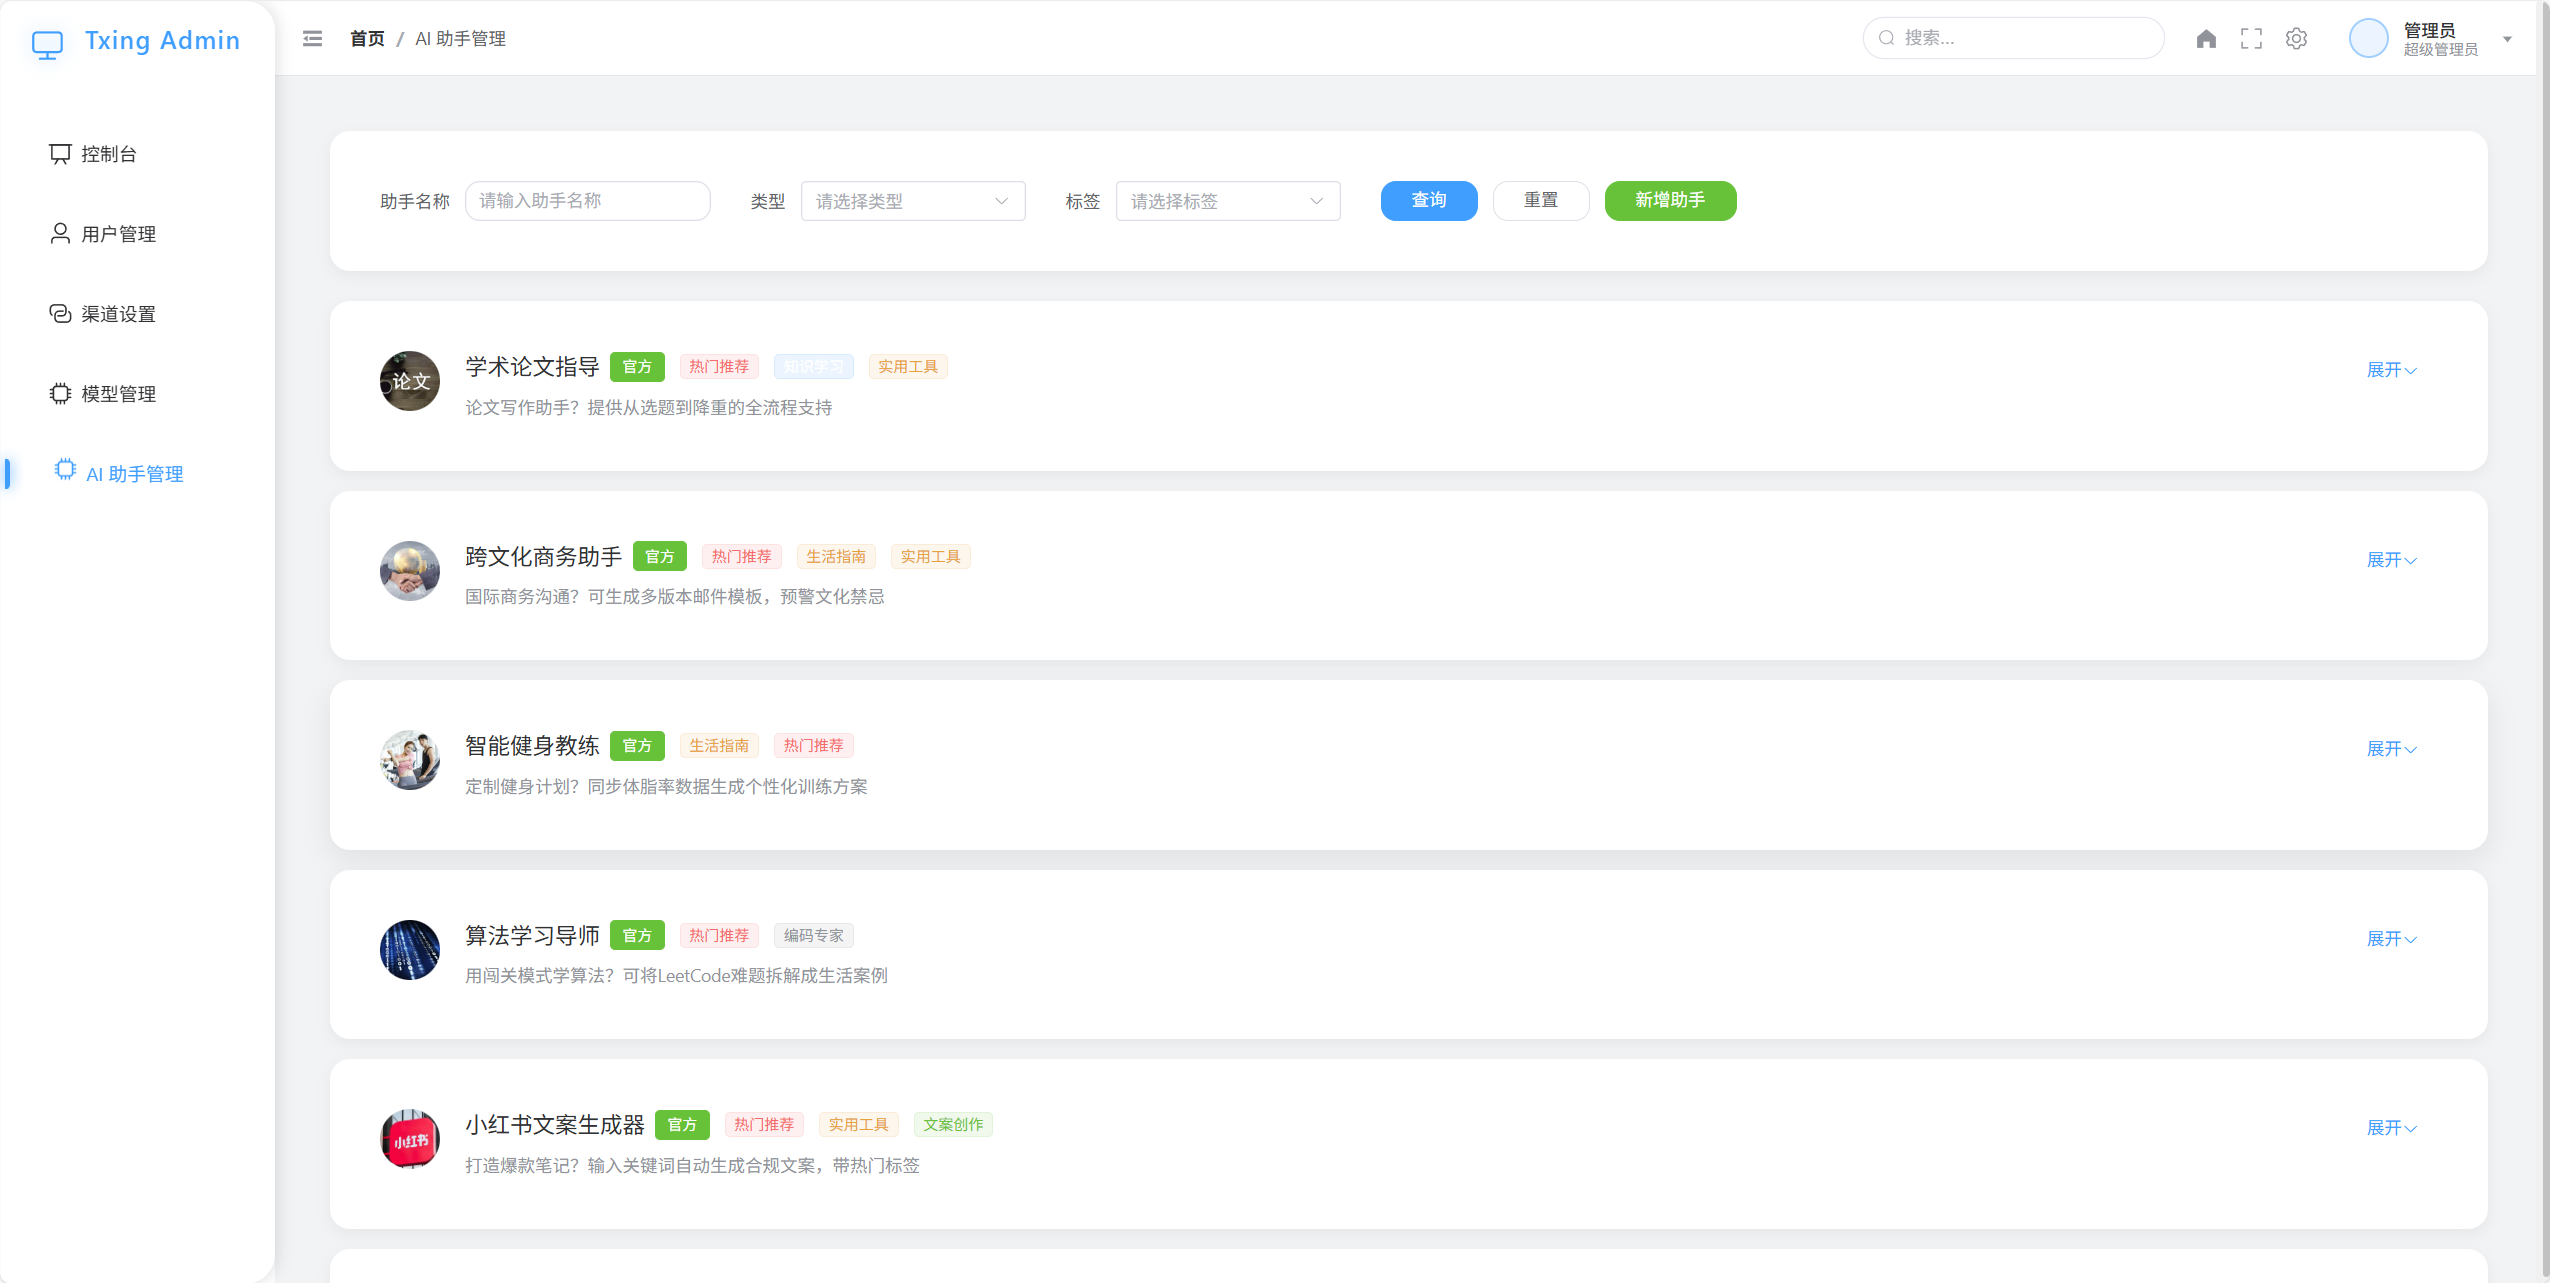 Txing Admin
控制台
用户管理
渠道设置
模型管理
AI 助手管理
首页 / AI 助手管理
搜索...
管理员
超级管理员
助手名称 请输入助手名称 类型 请选择类型 标签 请选择标签 查询 重置 新增助手
论文
学术论文指导 官方 热门推荐 知识学习 实用工具 展开
论文写作助手？提供从选题到降重的全流程支持
跨文化商务助手 官方 热门推荐 生活指南 实用工具 展开
国际商务沟通？可生成多版本邮件模板，预警文化禁忌
智能健身教练 官方 生活指南 热门推荐 展开
定制健身计划？同步体脂率数据生成个性化训练方案
算法学习导师 官方 热门推荐 编码专家 展开
用闯关模式学算法？可将LeetCode难题拆解成生活案例
小红书
小红书文案生成器 官方 热门推荐 实用工具 文案创作 展开
打造爆款笔记？输入关键词自动生成合规文案，带热门标签